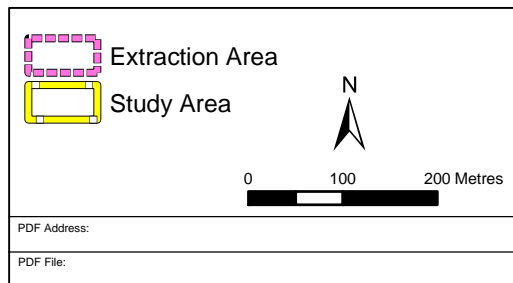 Extraction Area
Study Area
N
0 100 200 Metres
PDF Address:
PDF File: